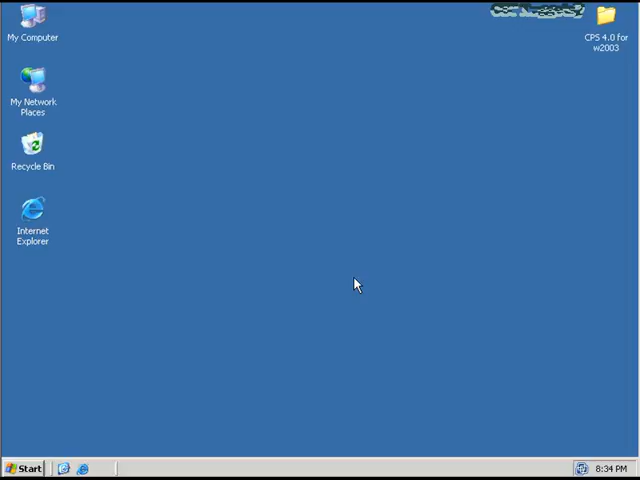 My Computer
CPS 4.0 for
w2003
My Network
Places
Recycle Bin
Internet
Explorer
Start
8:34 PM